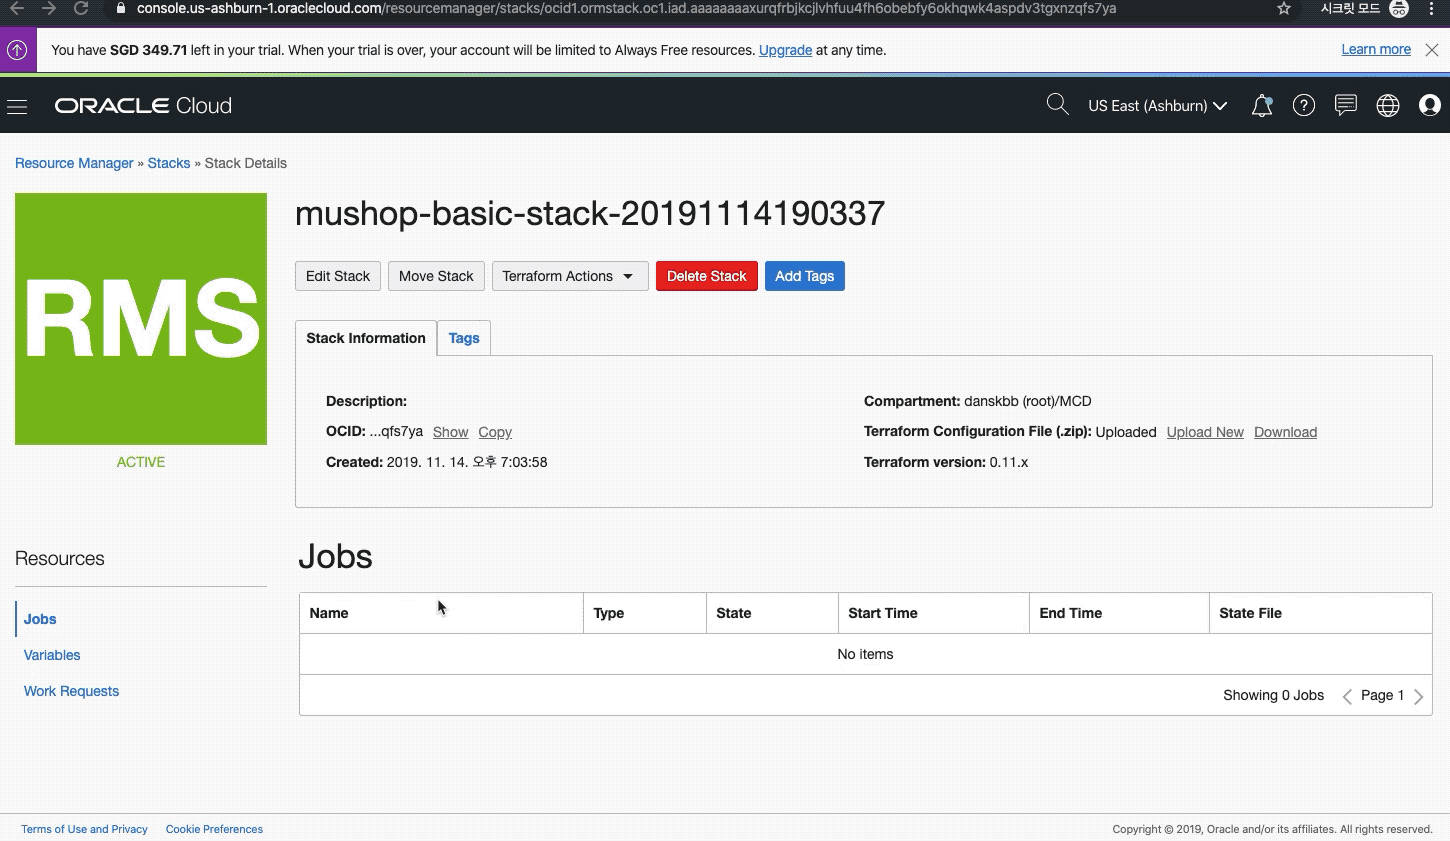 console.us-ashburn-1.oraclecloud.com/resourcemanager/stacks/ocid1.ormstack.oc1.iad.aaaaaaaaxurqfrbjkcjlvhfuu4fh6obebfy6okhqwk4aspdv3tgxnzqfs7ya 시크릿 모드
You have SGD 349.71 left in your trial. When your trial is over, your account will be limited to Always Free resources. Upgrade at any time. Learn more
ORACLE Cloud US East (Ashburn)
Resource Manager » Stacks » Stack Details
RMS
ACTIVE
mushop-basic-stack-20191114190337
Edit Stack Move Stack Terraform Actions Delete Stack Add Tags
Stack Information Tags
Description: Compartment: danskbb (root)/MCD
OCID: ...qfs7ya Show Copy Terraform Configuration File (.zip): Uploaded Upload New Download
Created: 2019. 11. 14. 오후 7:03:58 Terraform version: 0.11.x
Resources
Jobs
Variables
Work Requests
Jobs
Name Type State Start Time End Time State File
No items
Showing 0 Jobs Page 1
Terms of Use and Privacy Cookie Preferences Copyright © 2019, Oracle and/or its affiliates. All rights reserved.